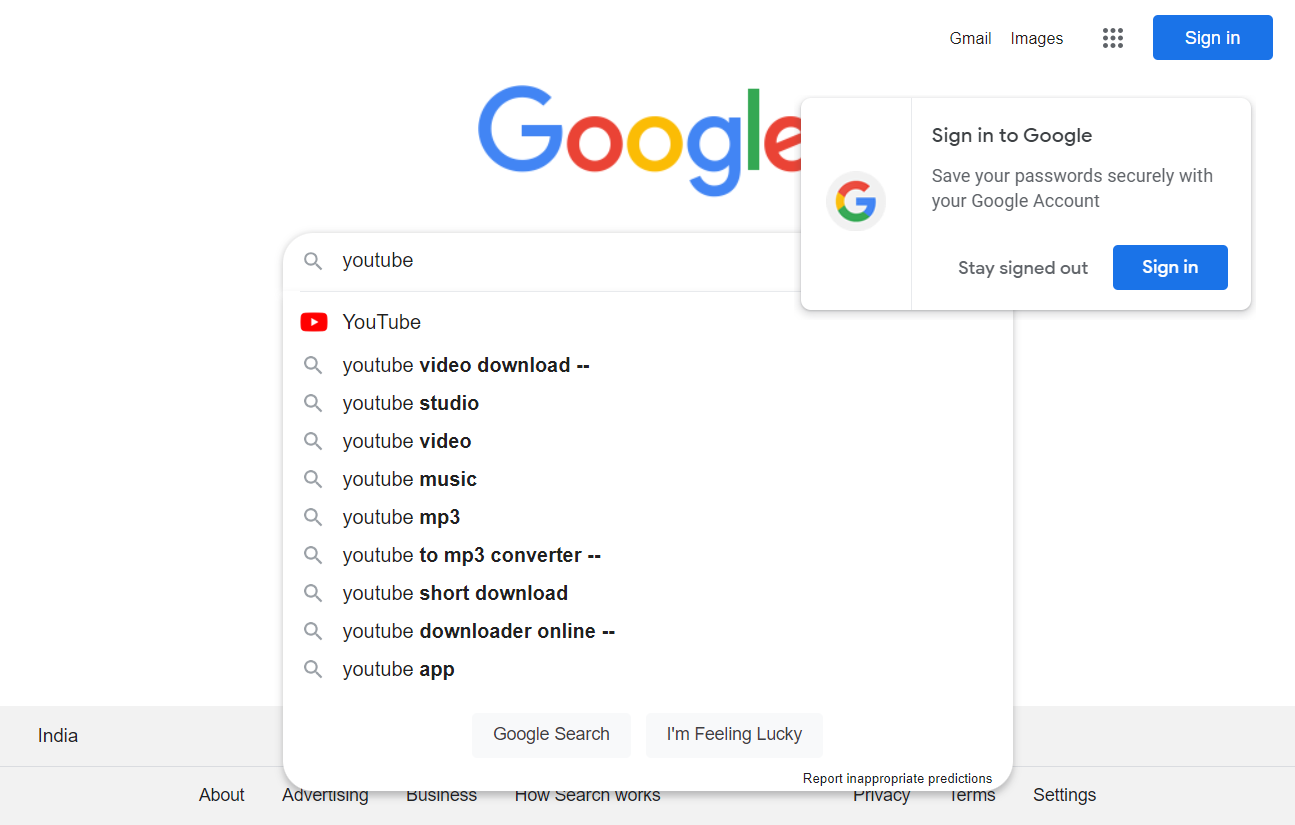 Gmail Images Sign in
Google
Sign in to Google
Save your passwords securely with
your Google Account
Stay signed out Sign in
youtube
YouTube
youtube video download --
youtube studio
youtube video
youtube music
youtube mp3
youtube to mp3 converter --
youtube short download
youtube downloader online --
youtube app
Google Search I'm Feeling Lucky
Report inappropriate predictions
India
About Advertising Business How Search works Privacy Terms Settings